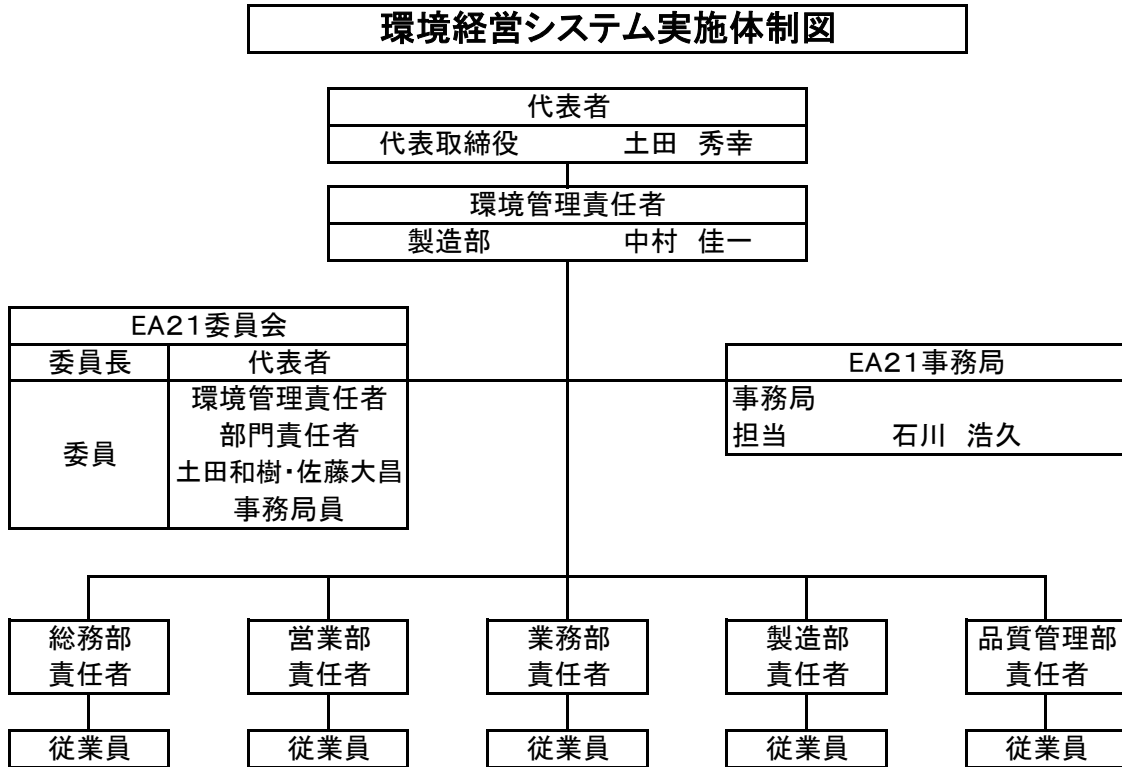 環境経営システム実施体制図
代表者
代表取締役 土田 秀幸
環境管理責任者
製造部 中村 佳一
EA21委員会
委員長 代表者
委員
環境管理責任者
部門責任者
土田和樹・佐藤大昌
事務局員
EA21事務局
事務局
担当 石川 浩久
総務部
責任者
営業部
責任者
業務部
責任者
製造部
責任者
品質管理部
責任者
従業員
従業員
従業員
従業員
従業員